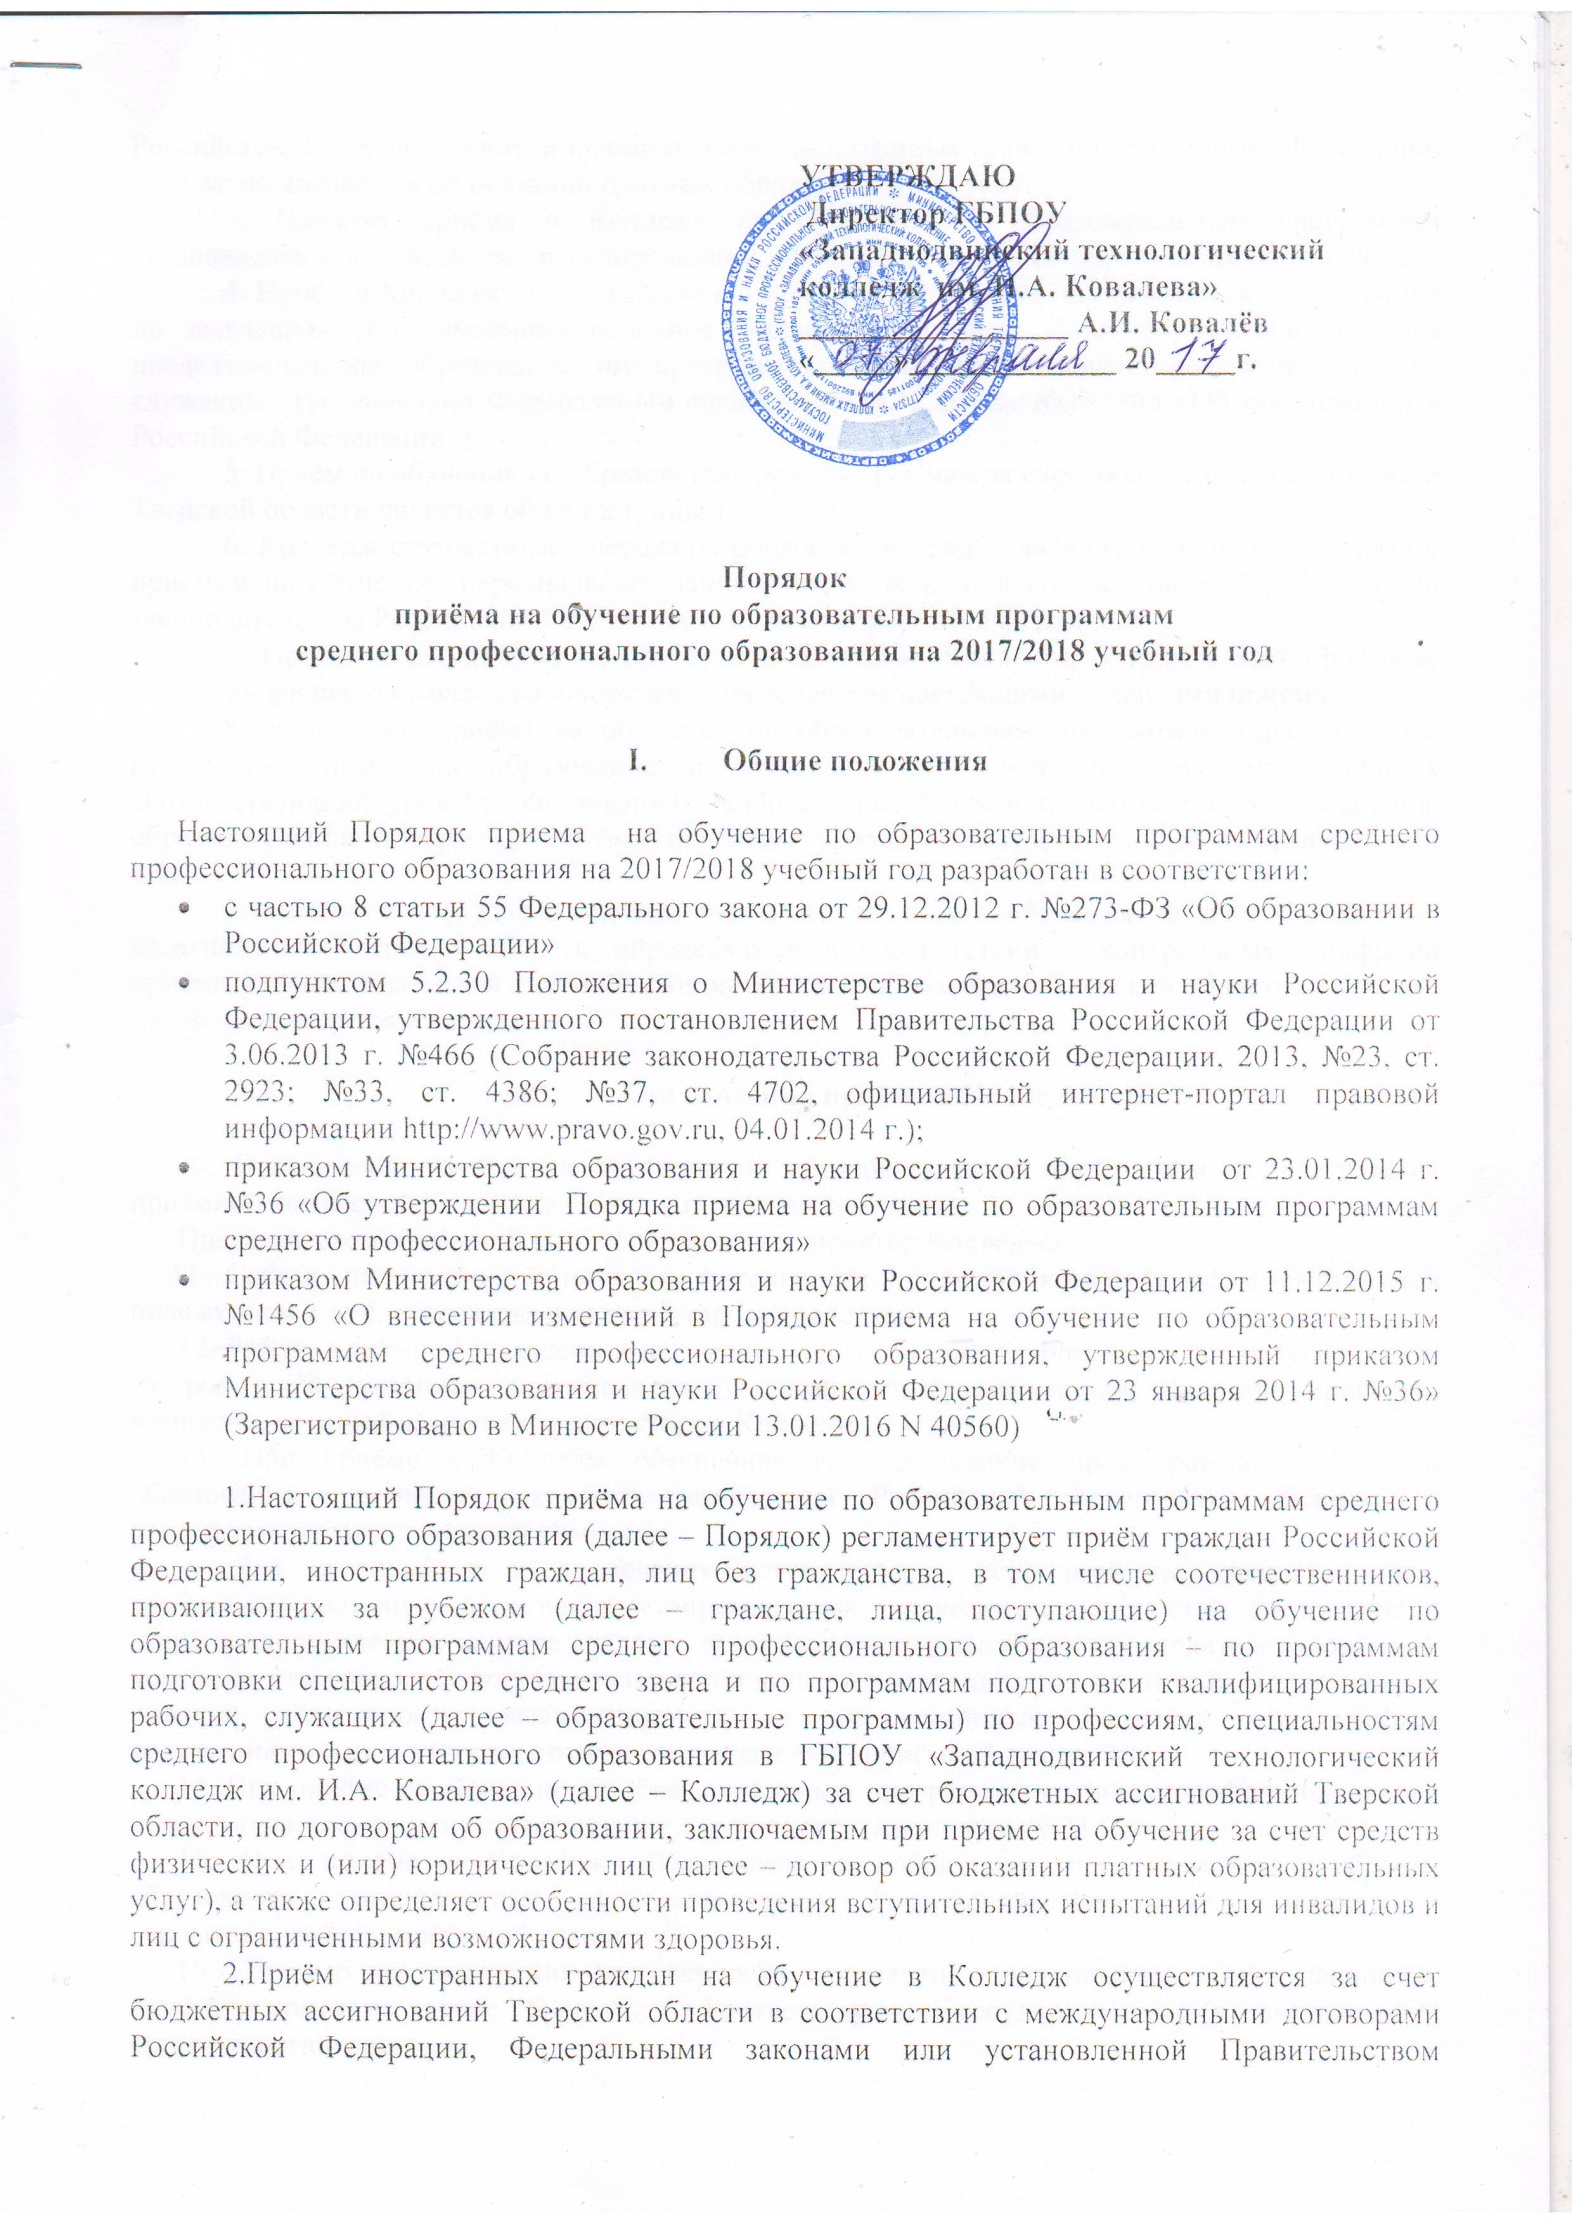 УТВЕРЖДАЮ
Директор ГБПОУ
«Западнодвинский технологический
колледж им. И.А. Ковалева»
А.И. Ковалёв
«____» ____________ 2017г.
Порядок
приёма на обучение по образовательным программам
среднего профессионального образования на 2017/2018 учебный год
I. Общие положения
Настоящий Порядок приема на обучение по образовательным программам среднего
профессионального образования на 2017/2018 учебный год разработан в соответствии:
• с частью 8 статьи 55 Федерального закона от 29.12.2012 г. №273-ФЗ «Об образовании в
Российской Федерации»
• подпунктом 5.2.30 Положения о Министерстве образования и науки Российской
Федерации, утвержденного постановлением Правительства Российской Федерации от
3.06.2013 г. №466 (Собрание законодательства Российской Федерации, 2013, №23, ст.
2923; №33, ст. 4386; №37, ст. 4702, официальный интернет-портал правовой
информации http://www.pravo.gov.ru, 04.01.2014 г.);
• приказом Министерства образования и науки Российской Федерации от 23.01.2014 г.
№36 «Об утверждении Порядка приема на обучение по образовательным программам
среднего профессионального образования»
• приказом Министерства образования и науки Российской Федерации от 11.12.2015 г.
№1456 «О внесении изменений в Порядок приема на обучение по образовательным
программам среднего профессионального образования, утвержденный приказом
Министерства образования и науки Российской Федерации от 23 января 2014 г. №36»
(Зарегистрировано в Минюсте России 13.01.2016 N 40560)
1.Настоящий Порядок приёма на обучение по образовательным программам среднего
профессионального образования (далее – Порядок) регламентирует приём граждан Российской
Федерации, иностранных граждан, лиц без гражданства, в том числе соотечественников,
проживающих за рубежом (далее – граждане, лица, поступающие) на обучение по
образовательным программам среднего профессионального образования – по программам
подготовки специалистов среднего звена и по программам подготовки квалифицированных
рабочих, служащих (далее – образовательные программы) по профессиям, специальностям
среднего профессионального образования в ГБПОУ «Западнодвинский технологический
колледж им. И.А. Ковалева» (далее – Колледж) за счет бюджетных ассигнований Тверской
области, по договорам об образовании, заключаемым при приеме на обучение за счет средств
физических и (или) юридических лиц (далее – договор об оказании платных образовательных
услуг), а также определяет особенности проведения вступительных испытаний для инвалидов и
лиц с ограниченными возможностями здоровья.
2.Приём иностранных граждан на обучение в Колледж осуществляется за счет
бюджетных ассигнований Тверской области в соответствии с международными договорами
Российской Федерации, Федеральными законами или установленной Правительством